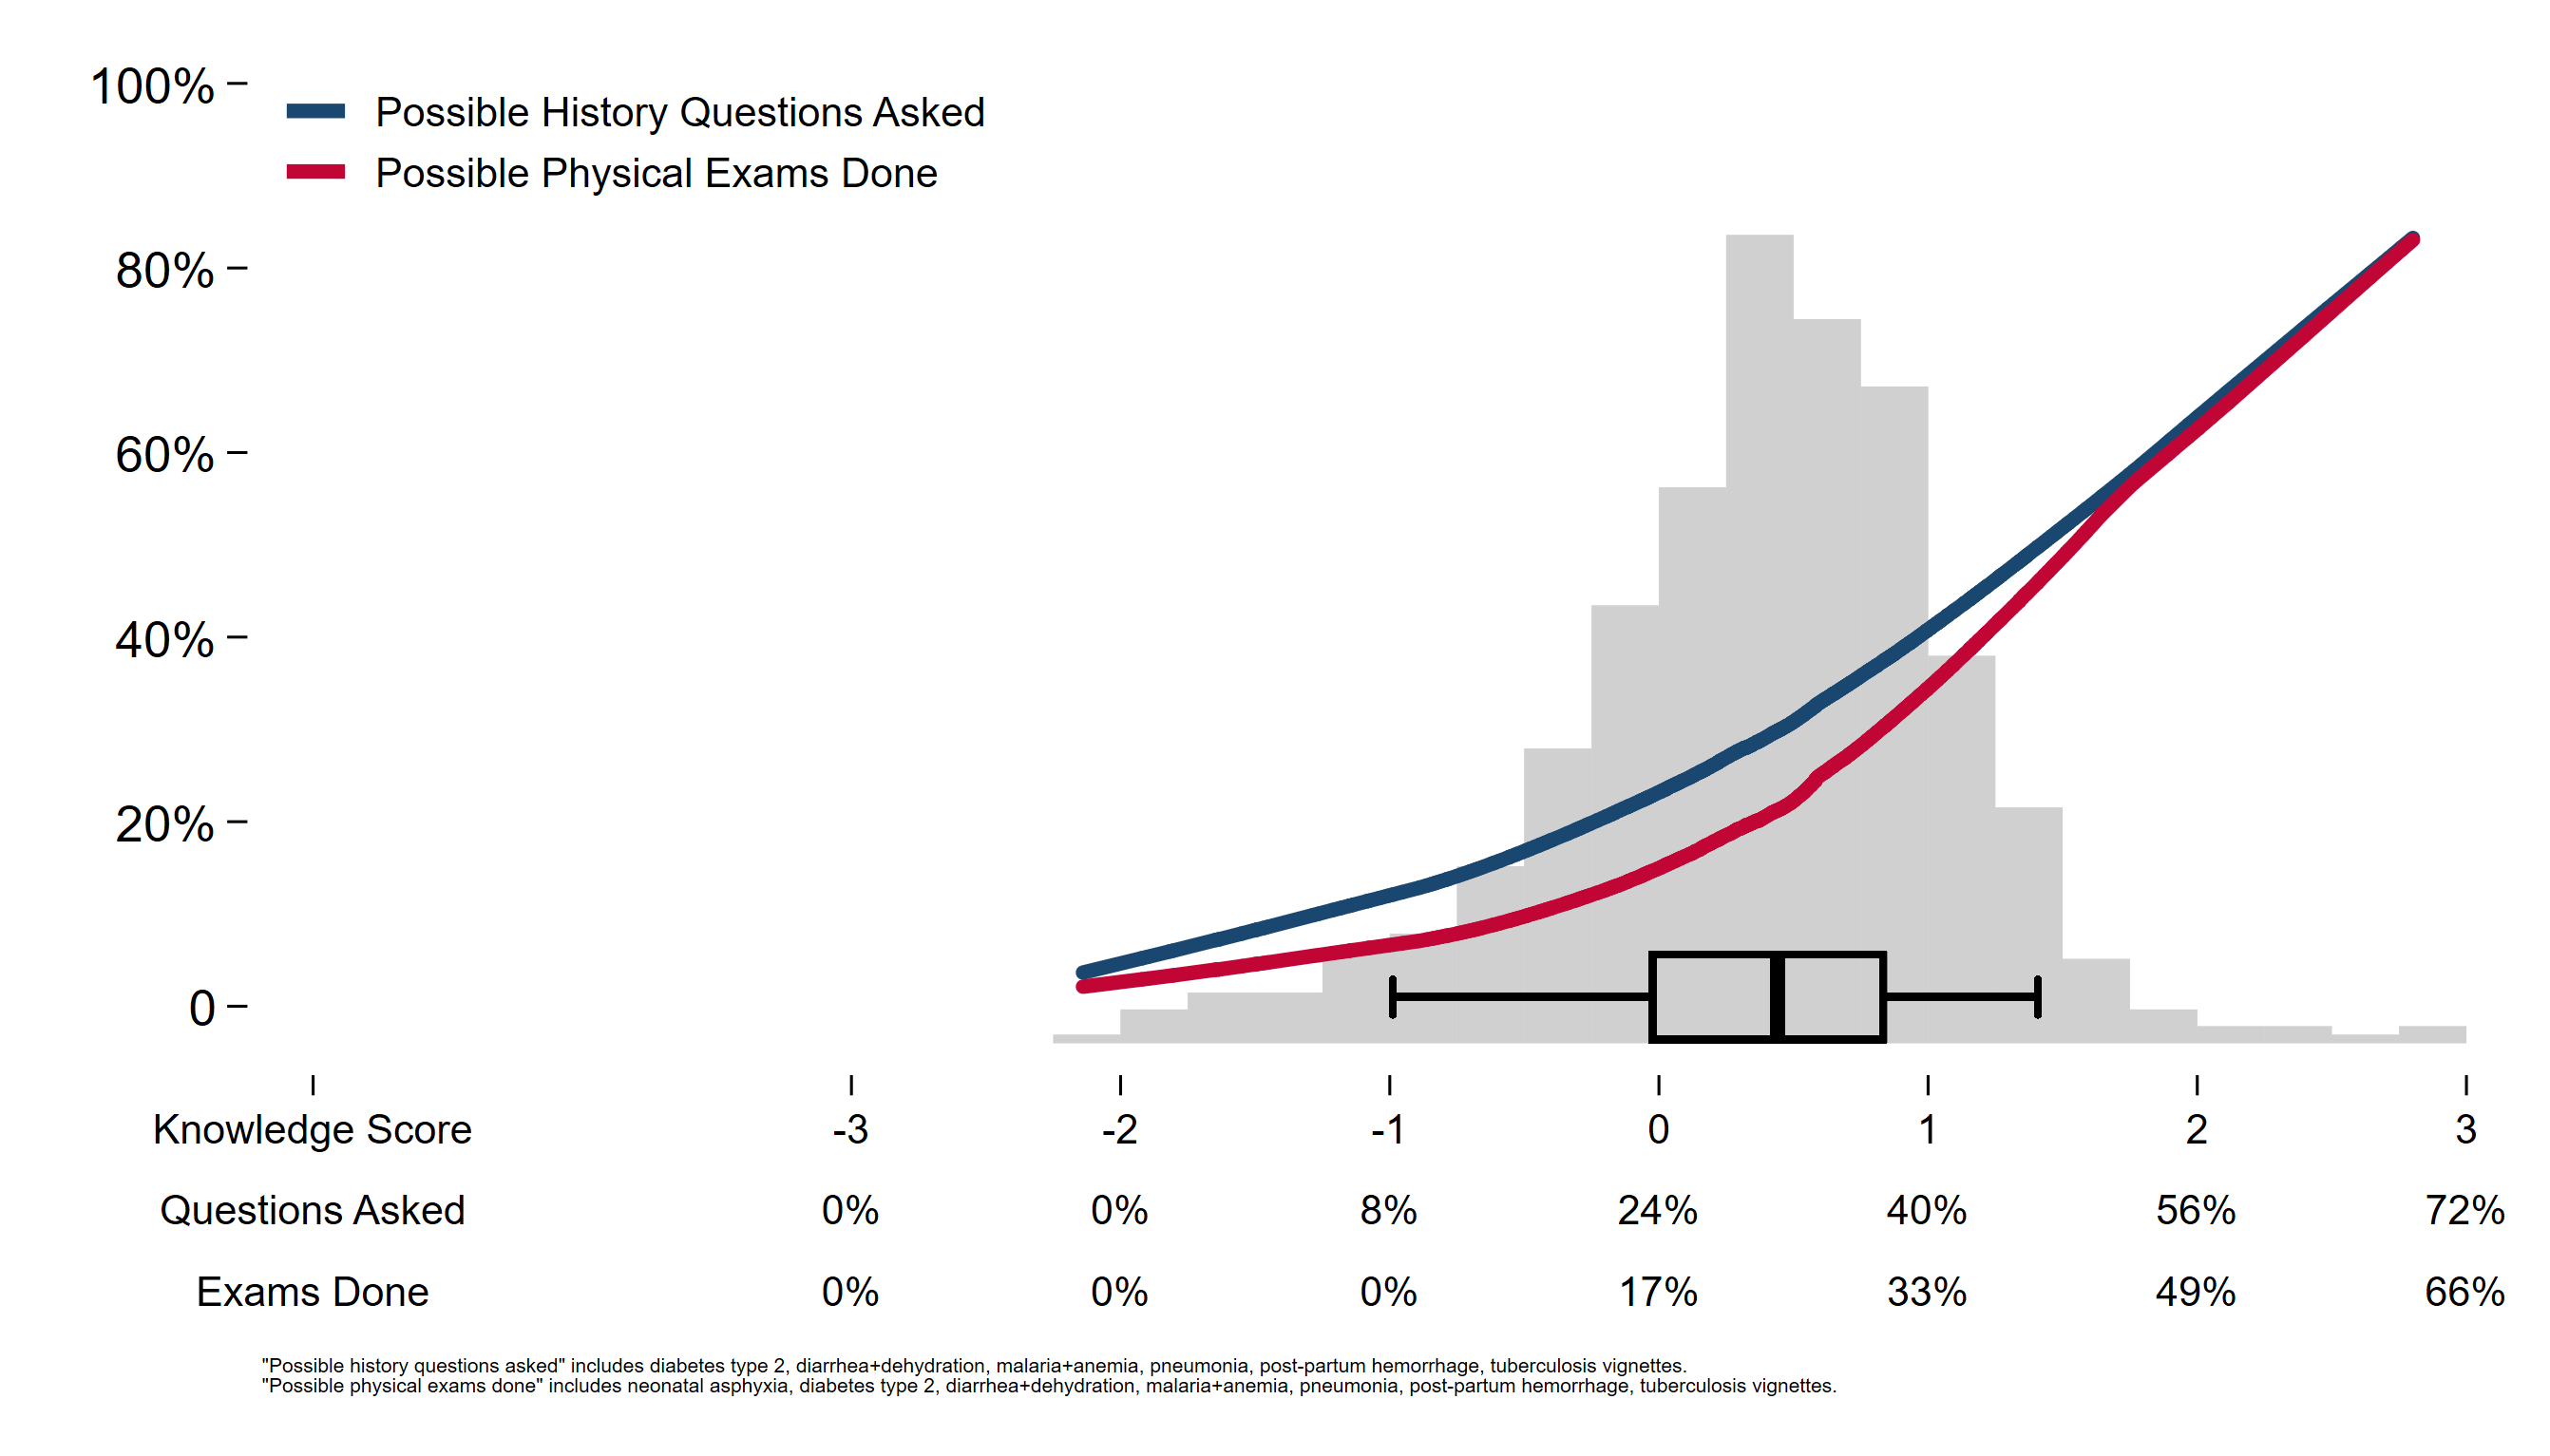 100%
Possible History Questions Asked
Possible Physical Exams Done
80%
60%
40%
20%
0
Knowledge Score -3 -2 -1 0 1 2 3
Questions Asked 0% 0% 8% 24% 40% 56% 72%
Exams Done 0% 0% 0% 17% 33% 49% 66%
"Possible history questions asked" includes diabetes type 2, diarrhea+dehydration, malaria+anemia, pneumonia, post-partum hemorrhage, tuberculosis vignettes.
"Possible physical exams done" includes neonatal asphyxia, diabetes type 2, diarrhea+dehydration, malaria+anemia, pneumonia, post-partum hemorrhage, tuberculosis vignettes.